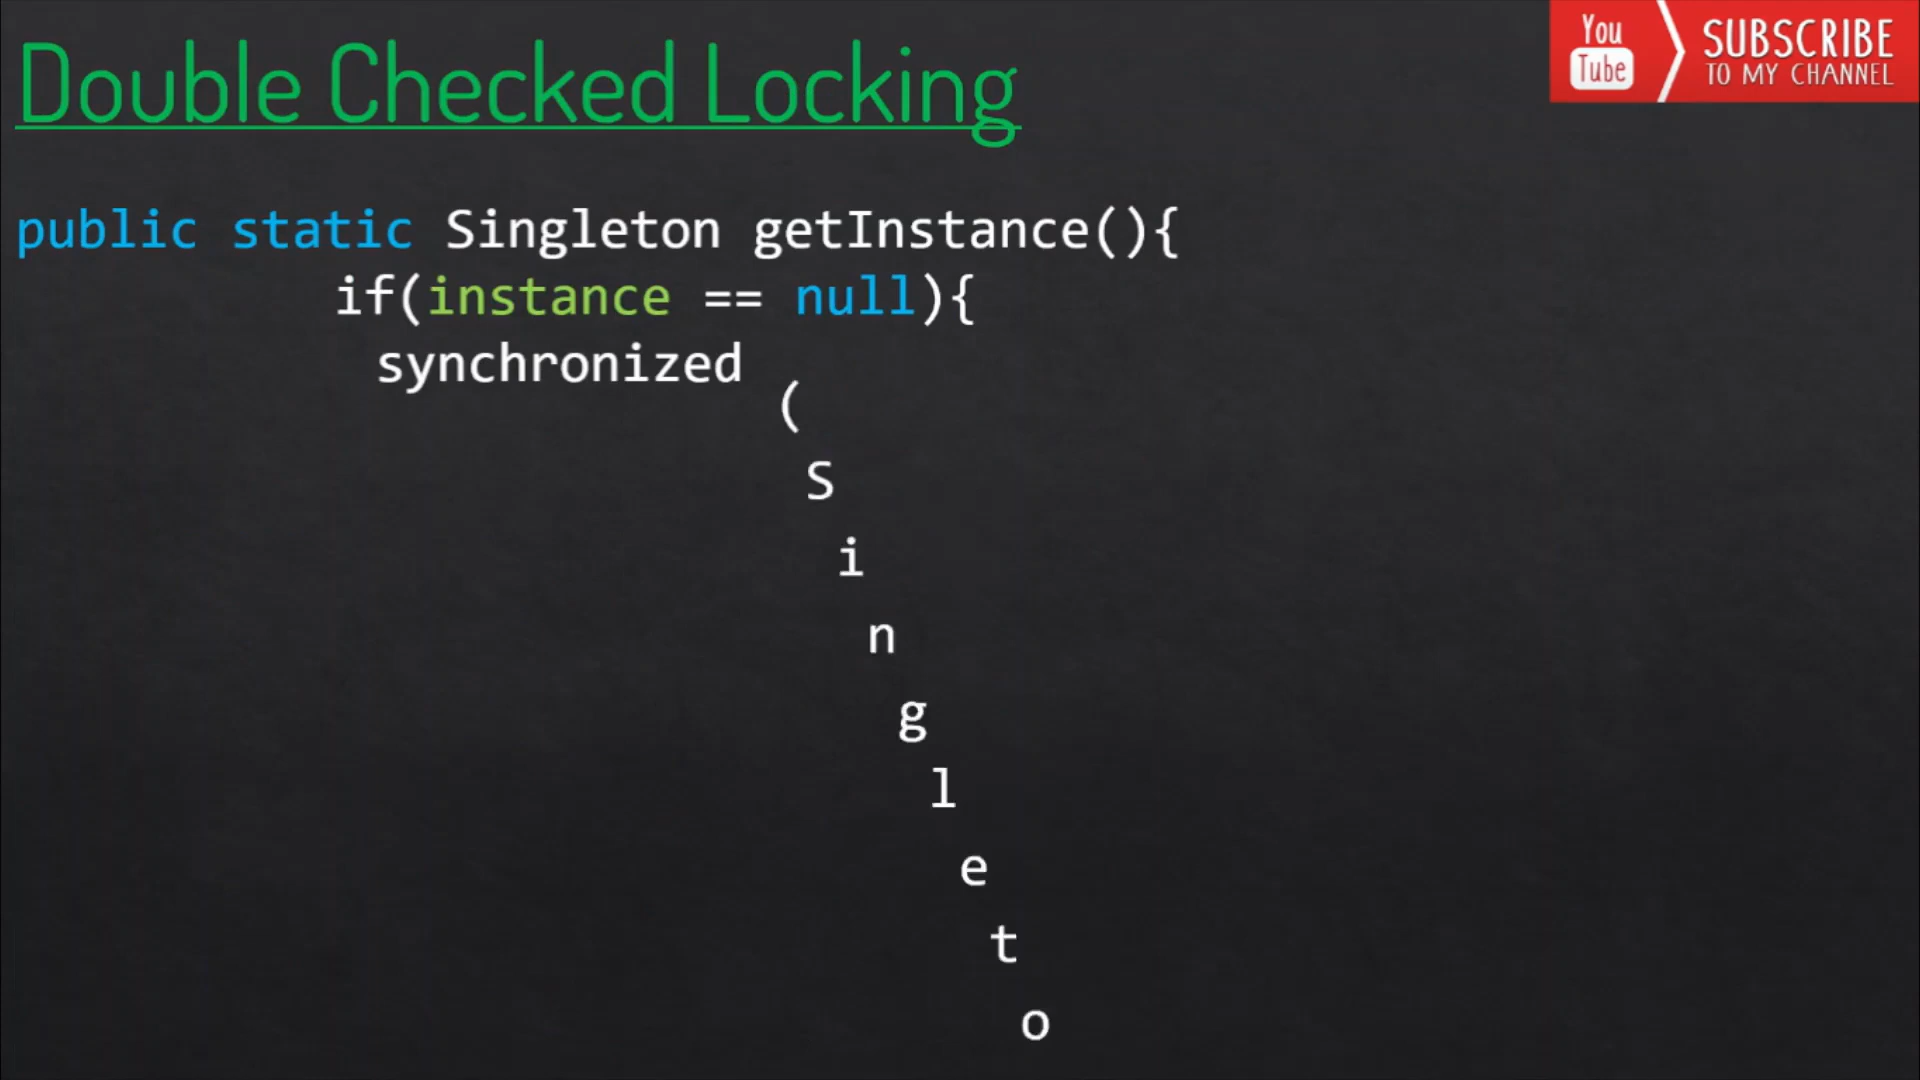 Double Checked Locking
You Tube
SUBSCRIBE
TO MY CHANNEL
public static Singleton getInstance(){
if(instance == null){
synchronized
(
S
i
n
g
l
e
t
o